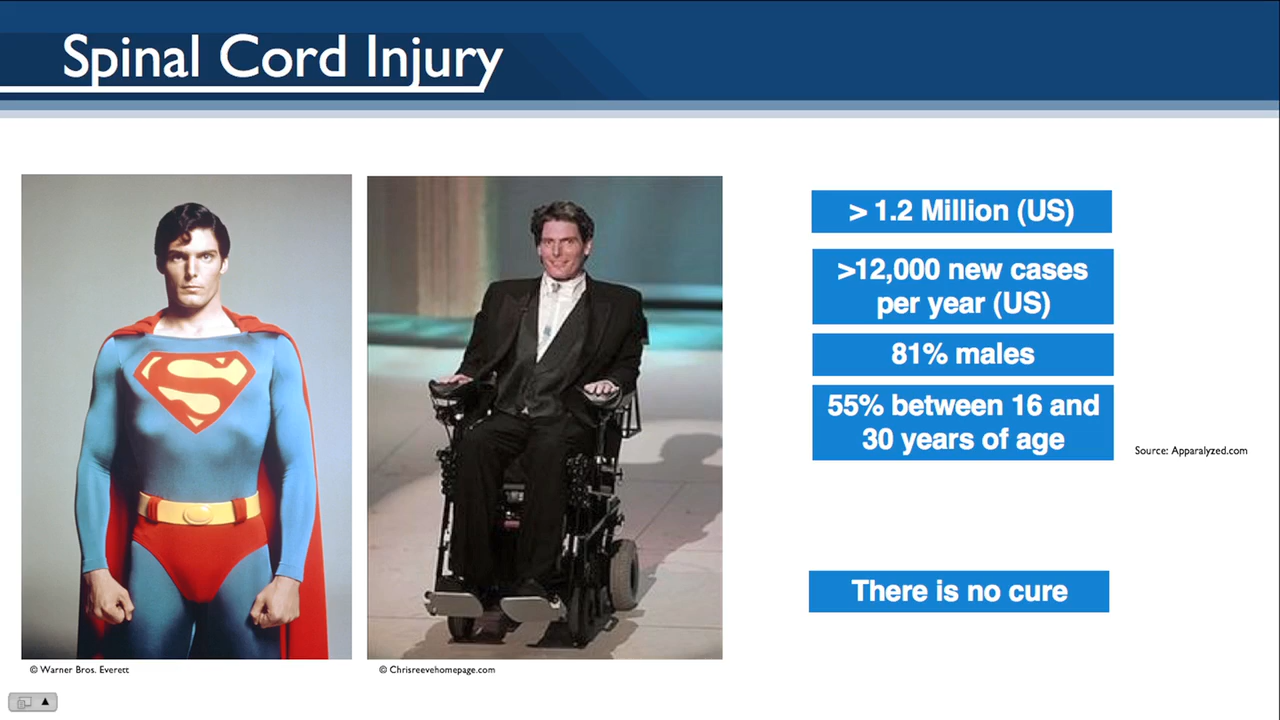 Spinal Cord Injury
> 1.2 Million (US)
>12,000 new cases
per year (US)
81% males
55% between 16 and
30 years of age
Source: Apparalyzed.com
There is no cure
© Warner Bros. Everett
© Chrisreevehomepage.com